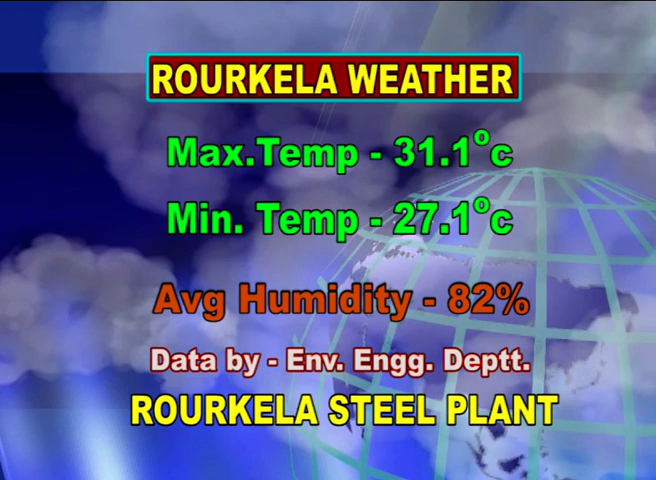 ROURKELA WEATHER
Max.Temp - 31.1°c
Min. Temp - 27.1°c
Avg Humidity - 82%
Data by - Env. Engg. Deptt.
ROURKELA STEEL PLANT